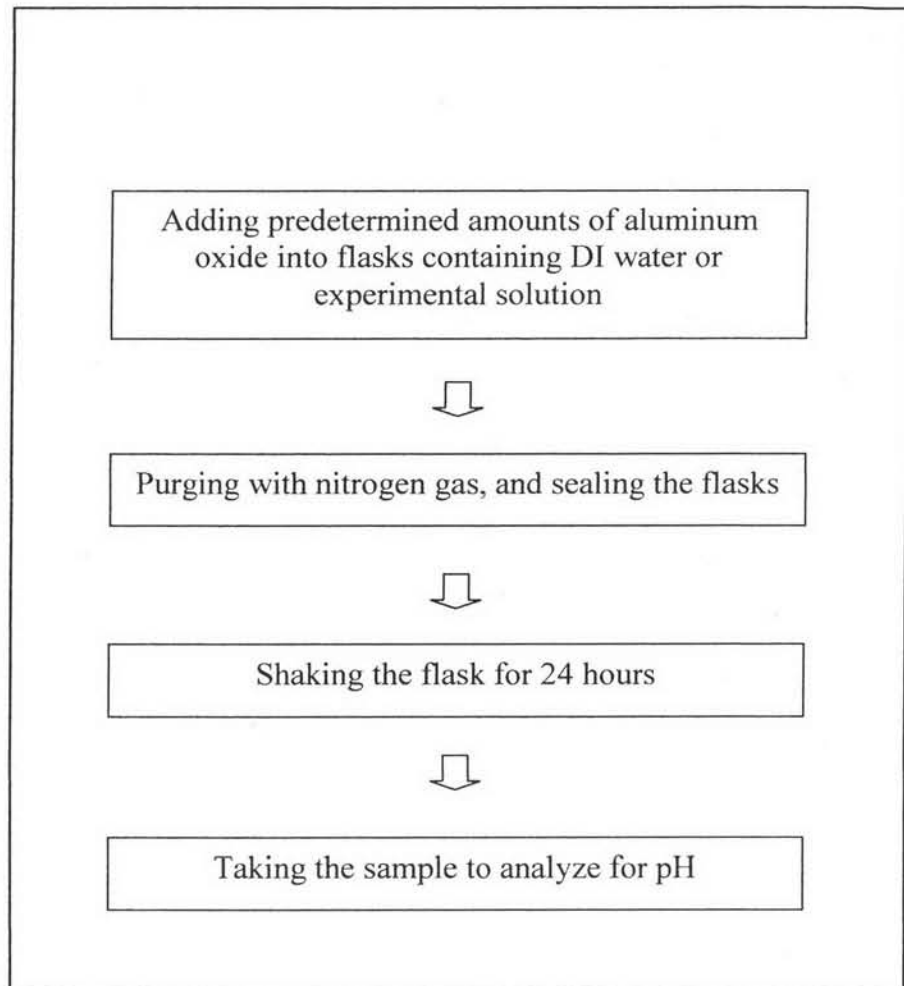 Adding predetermined amounts of aluminum
oxide into flasks containing DI water or
experimental solution
Purging with nitrogen gas, and sealing the flasks
Shaking the flask for 24 hours
Taking the sample to analyze for pH